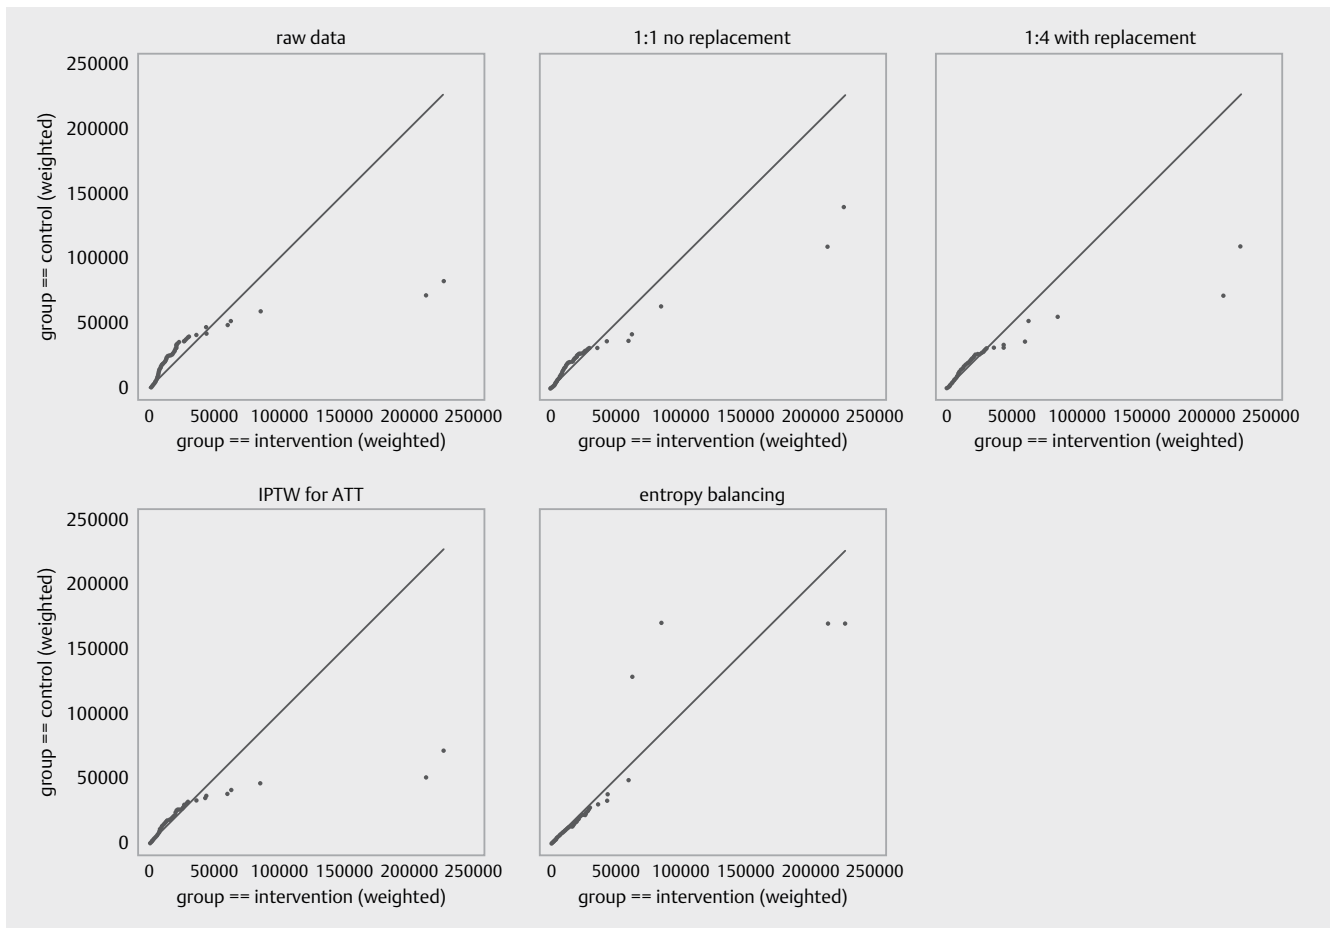 raw data
1:1 no replacement
1:4 with replacement
250000
200000
150000
100000
50000
0
group == control (weighted)
0 50000 100000 150000 200000 250000
0 50000 100000 150000 200000 250000
0 50000 100000 150000 200000 250000
group == intervention (weighted)
group == intervention (weighted)
group == intervention (weighted)
IPTW for ATT
entropy balancing
250000
200000
150000
100000
50000
0
group == control (weighted)
0 50000 100000 150000 200000 250000
0 50000 100000 150000 200000 250000
group == intervention (weighted)
group == intervention (weighted)